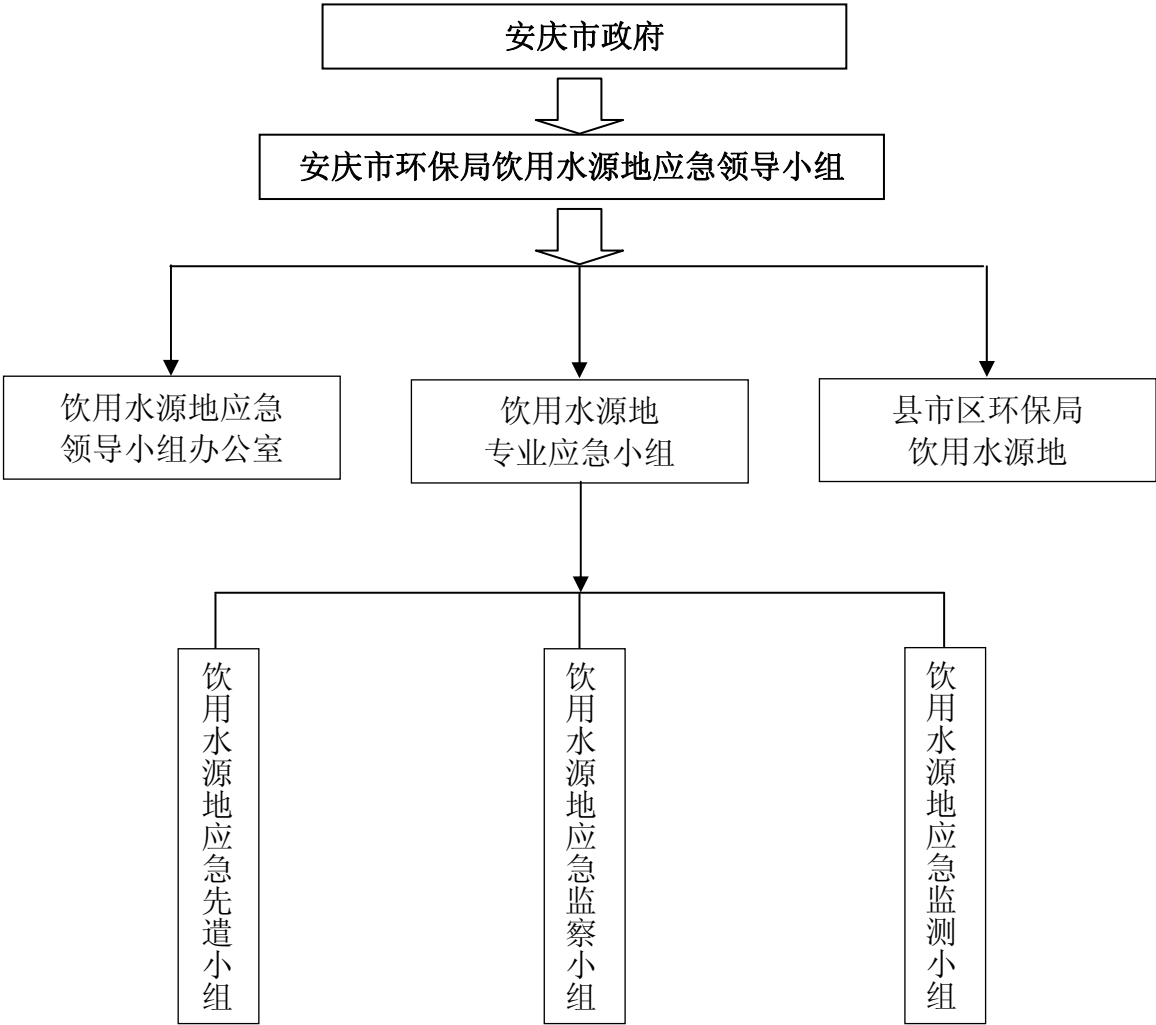 安庆市政府
安庆市环保局饮用水源地应急领导小组
饮用水源地应急
领导小组办公室
饮用水源地
专业应急小组
县市区环保局
饮用水源地
饮用水源地应急先遣小组
饮用水源地应急监察小组
饮用水源地应急监测小组